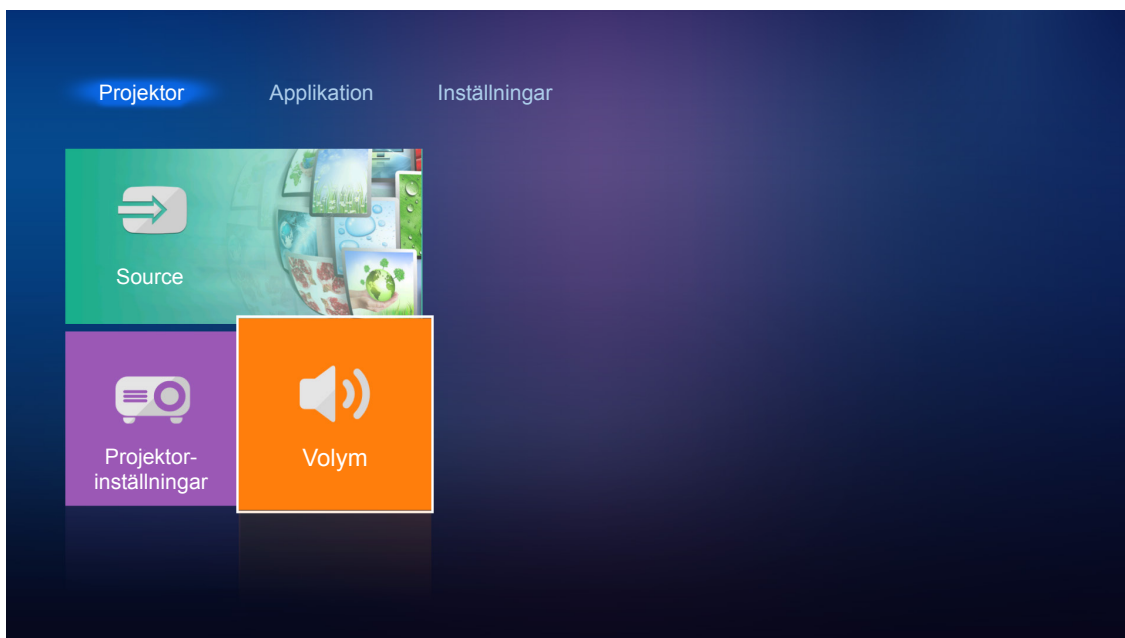 Projektor Applikation Inställningar
Source
Projektor-
inställningar
Volym